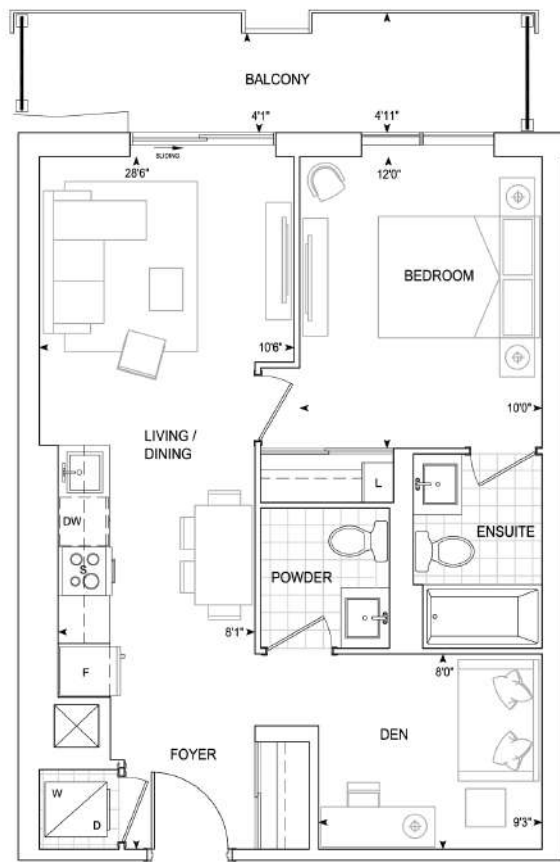 BALCONY
4'1"
4'11"
SLIDING
28'6"
12'0"
BEDROOM
10'6"
10'0"
LIVING /
DINING
L
DW
ENSUITE
S
POWDER
8'1"
8'0"
F
DEN
FOYER
W
D
9'3"